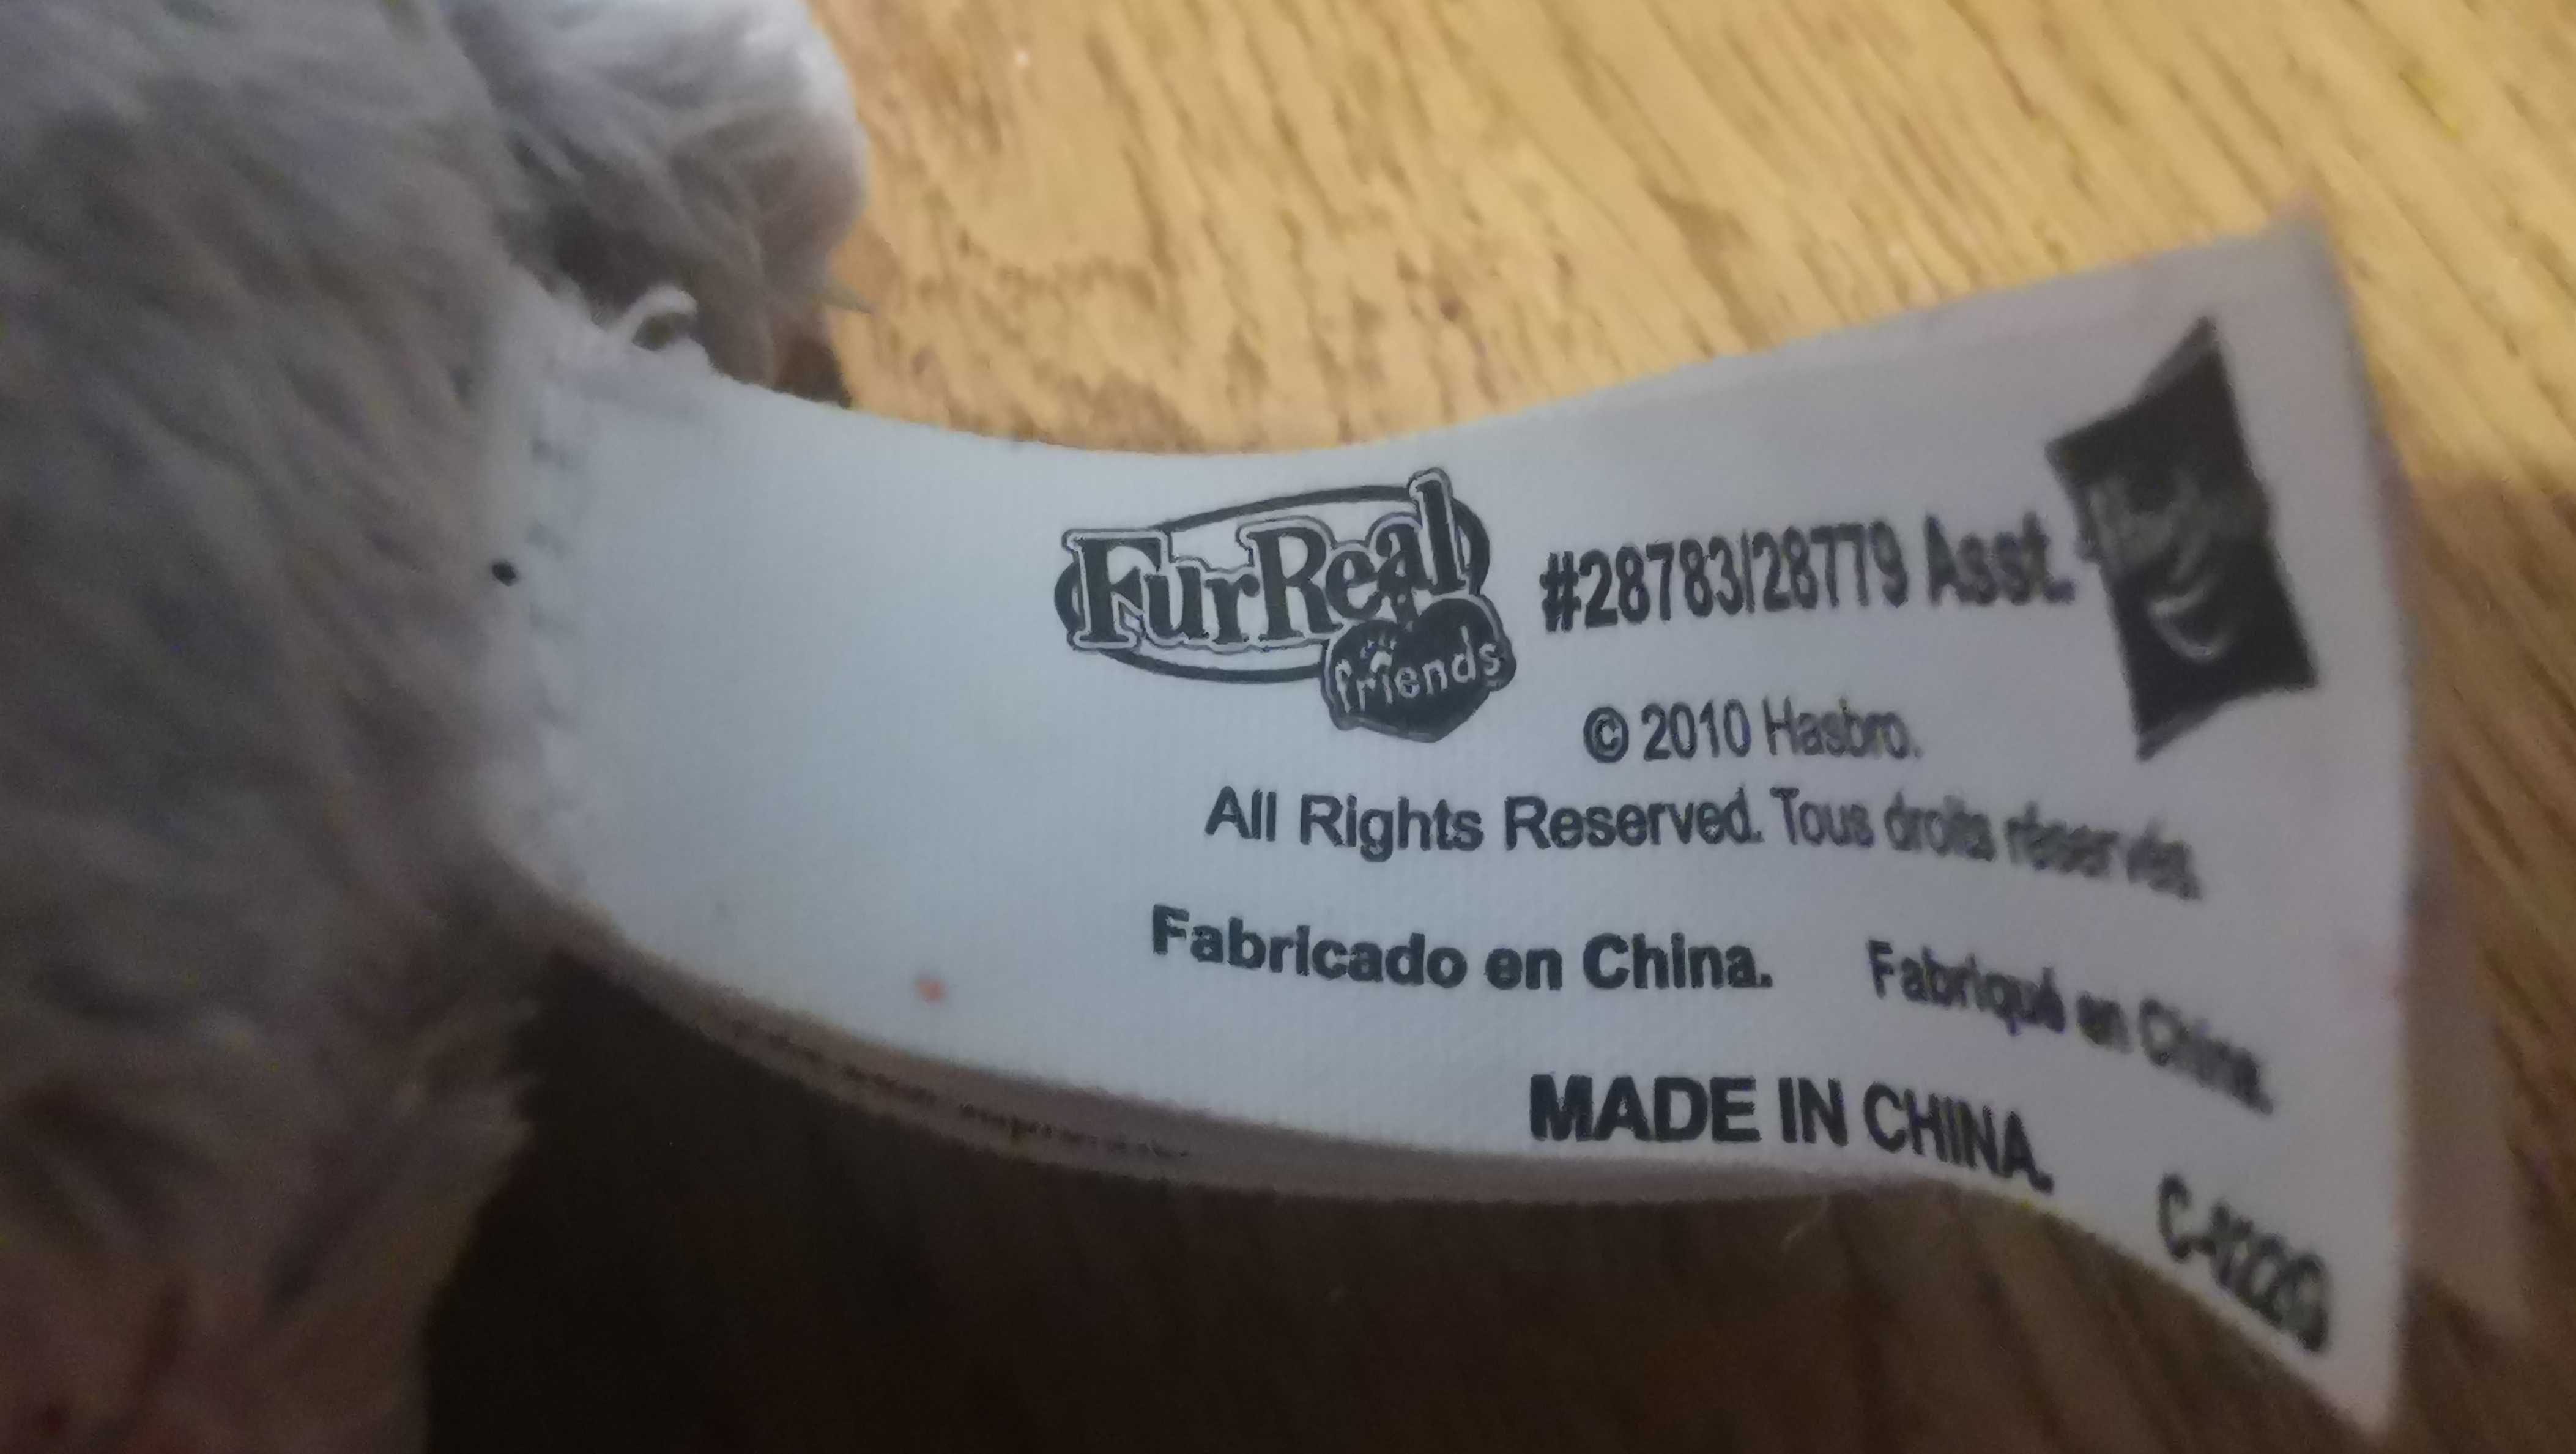 FurReal
friends
#28783/28779 Asst.
Hasbro
© 2010 Hasbro.
All Rights Reserved. Tous droits réservés.
Fabricado en China. Fabriqué en Chine.
MADE IN CHINA.